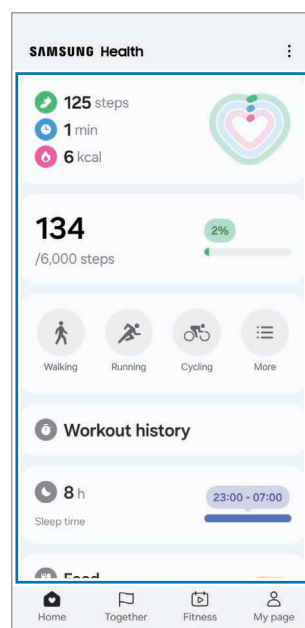 SAMSUNG Health
125 steps
1 min
6 kcal
134
/6,000 steps
2%
Walking
Running
Cycling
More
Workout history
8 h
Sleep time
23:00 - 07:00
Food
Home
Together
Fitness
My page